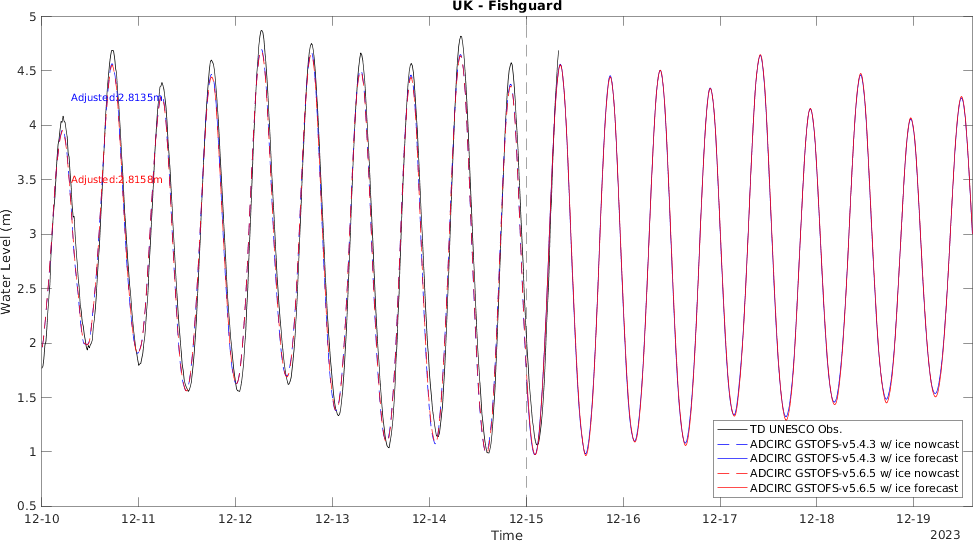 UK - Fishguard
5
4.5
4
3.5
3
2.5
2
1.5
1
0.5
Water Level (m)
Adjusted:2.8135m
Adjusted:2.8158m
TD UNESCO Obs.
ADCIRC GSTOFS-v5.4.3 w/ ice nowcast
ADCIRC GSTOFS-v5.4.3 w/ ice forecast
ADCIRC GSTOFS-v5.6.5 w/ ice nowcast
ADCIRC GSTOFS-v5.6.5 w/ ice forecast
12-10 12-11 12-12 12-13 12-14 12-15 12-16 12-17 12-18 12-19
Time
2023